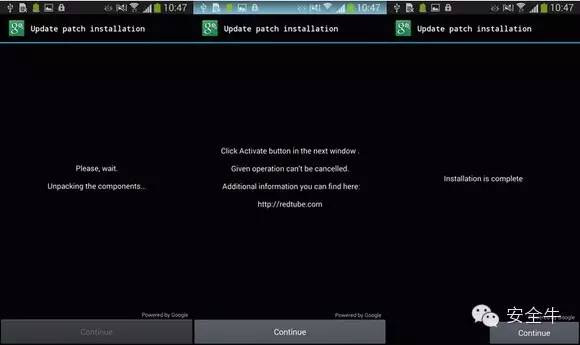 10:47
Update patch installation
Please, wait.
Unpacking the components...
Powered by Google
Continue
10:47
Update patch installation
Click Activate button in the next window .
Given operation can't be cancelled.
Additional information you can find here:
http://redtube.com
Powered by Google
Continue
10:47
Update patch installation
Installation is complete
Continue
安全牛